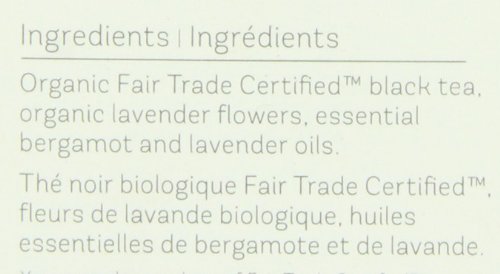 Ingredients | Ingrédients
Organic Fair Trade Certified™ black tea,
organic lavender flowers, essential
bergamot and lavender oils.
Thé noir biologique Fair Trade Certified™,
fleurs de lavande biologique, huiles
essentielles de bergamote et de lavande.